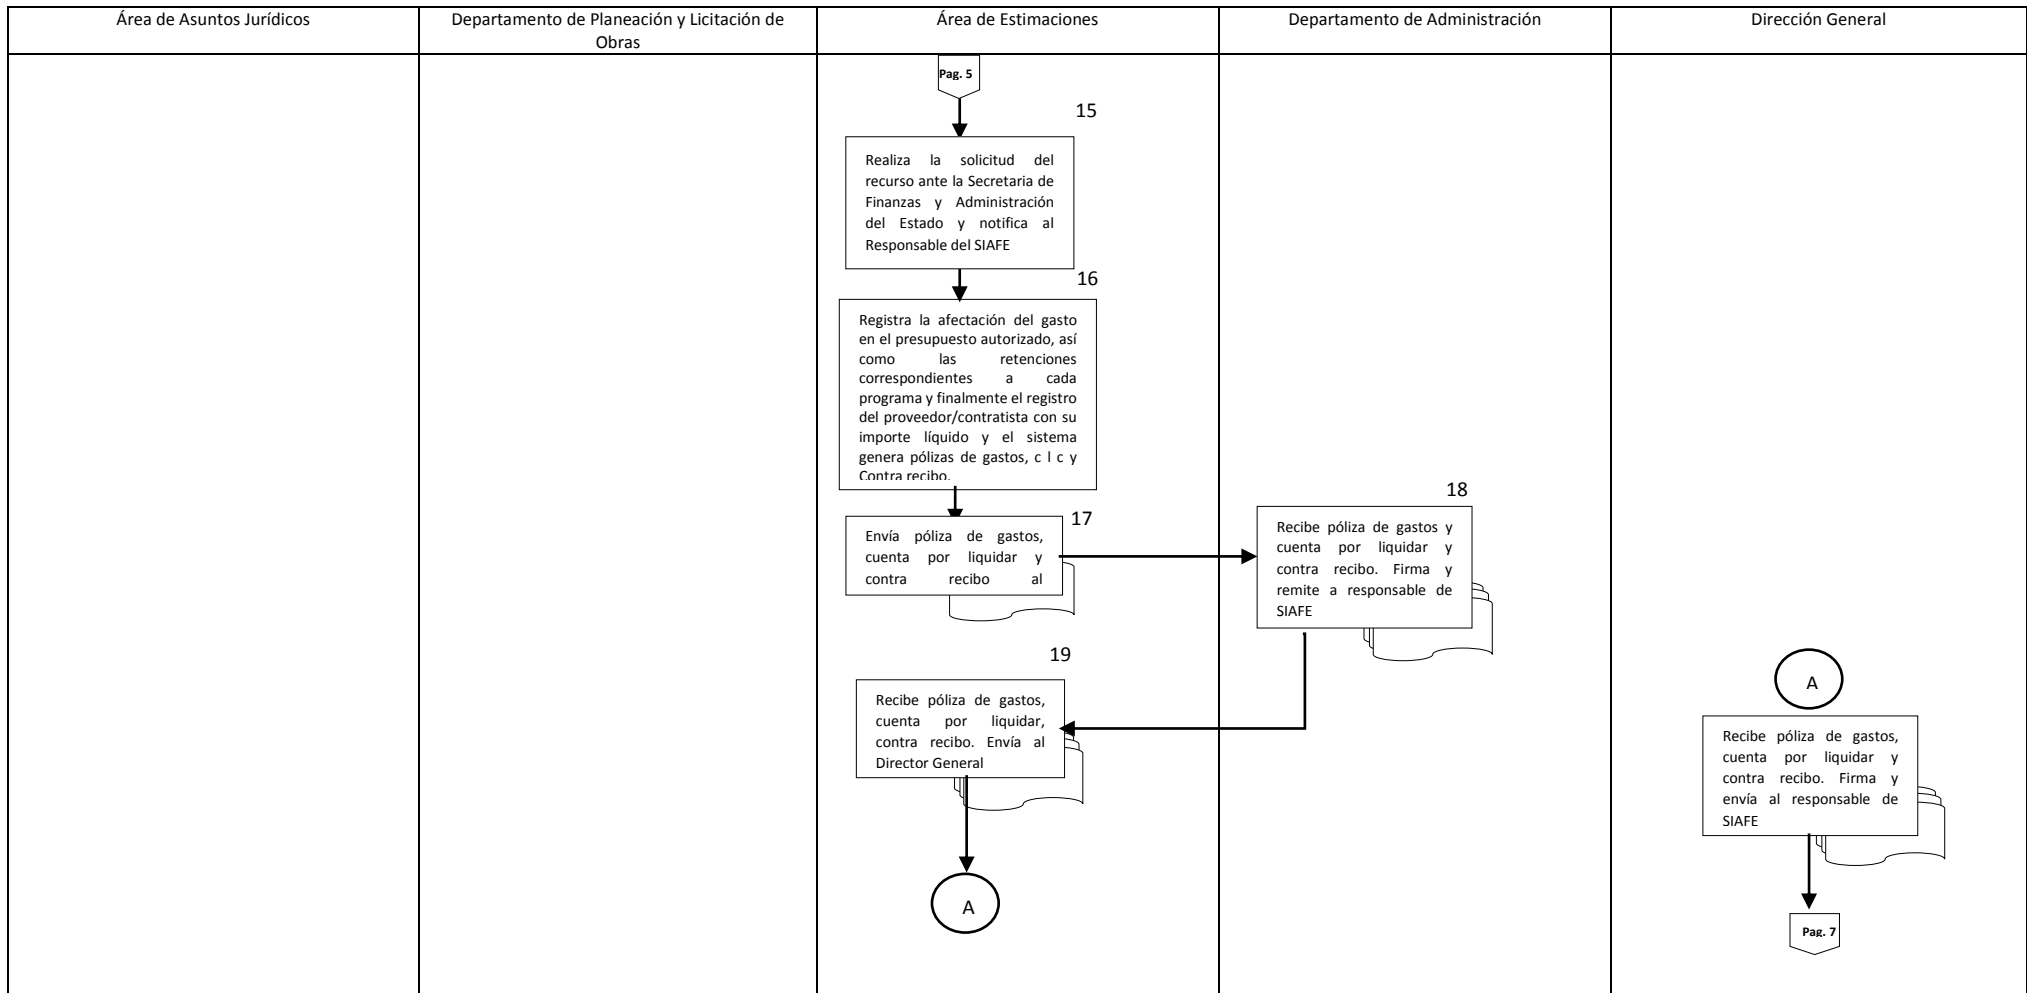 Área de Asuntos Jurídicos
Departamento de Planeación y Licitación de
Obras
Área de Estimaciones
Departamento de Administración
Dirección General
Pag. 5
15
Realiza la solicitud del
recurso ante la Secretaria de
Finanzas y Administración
del Estado y notifica al
Responsable del SIAFE
16
Registra la afectación del gasto
en el presupuesto autorizado, así
como las retenciones
correspondientes a cada
programa y finalmente el registro
del proveedor/contratista con su
importe líquido y el sistema
genera pólizas de gastos, c l c y
Contra recibo.
17
Envía póliza de gastos,
cuenta por liquidar y
contra recibo al
18
Recibe póliza de gastos y
cuenta por liquidar y
contra recibo. Firma y
remite a responsable de
SIAFE
19
Recibe póliza de gastos,
cuenta por liquidar,
contra recibo. Envía al
Director General
A
A
Recibe póliza de gastos,
cuenta por liquidar y
contra recibo. Firma y
envía al responsable de
SIAFE
Pag. 7